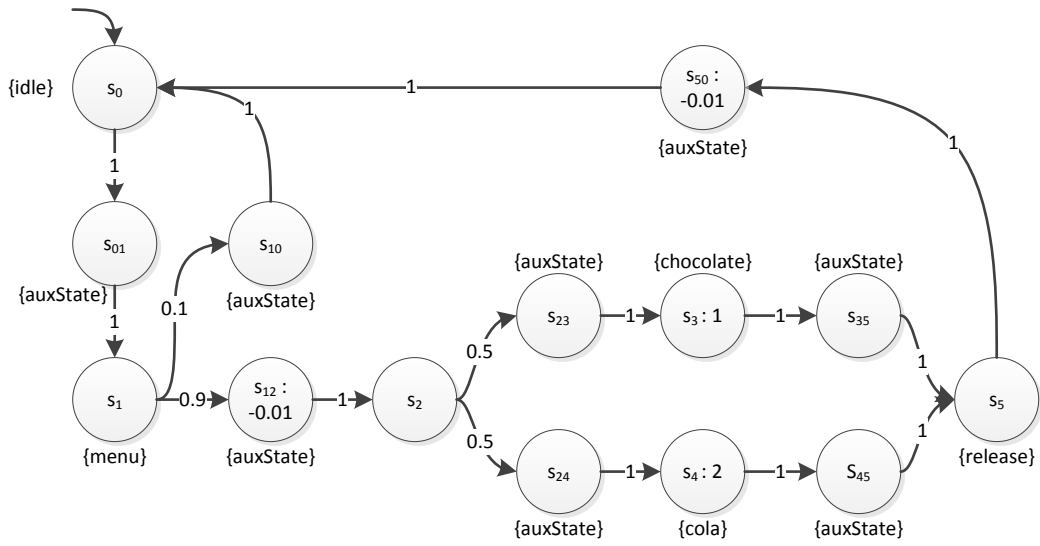 {idle}
s0
1
s50 :
-0.01
{auxState}
1
1
1
s01
{auxState}
s10
{auxState}
1
0.1
s1
{menu}
0.9
s12 :
-0.01
{auxState}
1
s2
0.5
0.5
{auxState}
s23
1
{chocolate}
s3 : 1
1
{auxState}
s35
1
s24
{auxState}
1
s4 : 2
{cola}
1
S45
{auxState}
1
s5
{release}